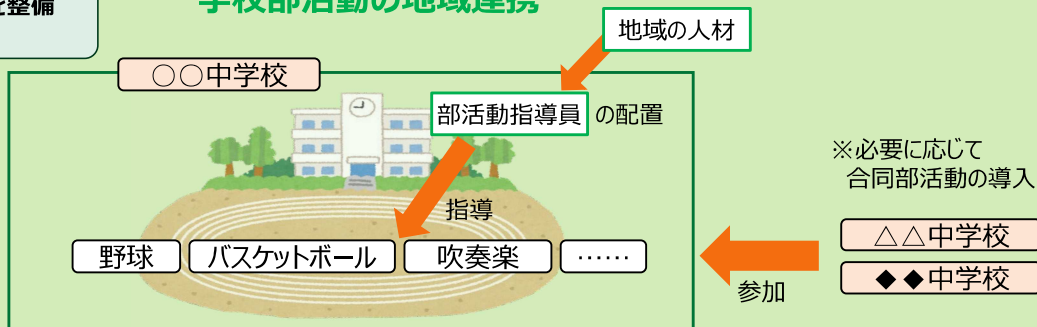 を整備
学校部活動の地域連携
地域の人材
○○中学校
部活動指導員 の配置
※必要に応じて
合同部活動の導入
指導
野球 バスケットボール 吹奏楽 ……
△△中学校
◆◆中学校
参加